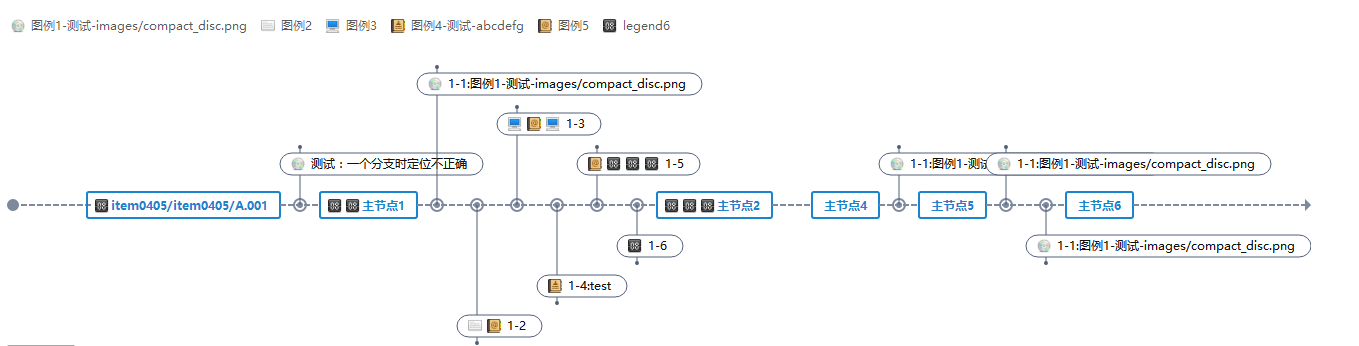 图例1-测试-images/compact_disc.png 图例2 图例3 图例4-测试-abcdefg 图例5 legend6
1-1:图例1-测试-images/compact_disc.png
1-3
测试：一个分支时定位不正确
1-5
1-1:图例1-测
1-1:图例1-测试-images/compact_disc.png
item0405/item0405/A.001
主节点1
主节点2
主节点4
主节点5
主节点6
1-6
1-1:图例1-测试-images/compact_disc.png
1-4:test
1-2